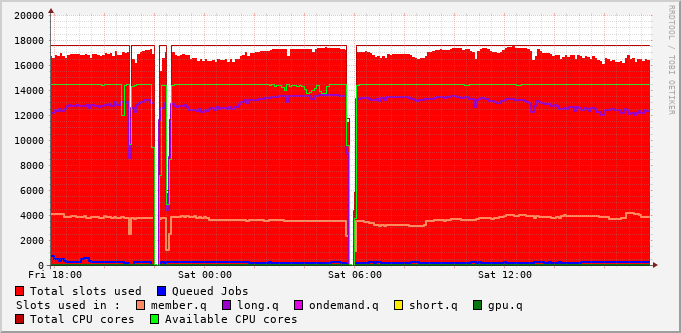 20000
18000
16000
14000
12000
10000
8000
6000
4000
2000
0
Fri 18:00 Sat 00:00 Sat 06:00 Sat 12:00
Total slots used Queued Jobs
Slots used in : member.q long.q ondemand.q short.q gpu.q
Total CPU cores Available CPU cores
RRDTOOL / TOBI OETIKER